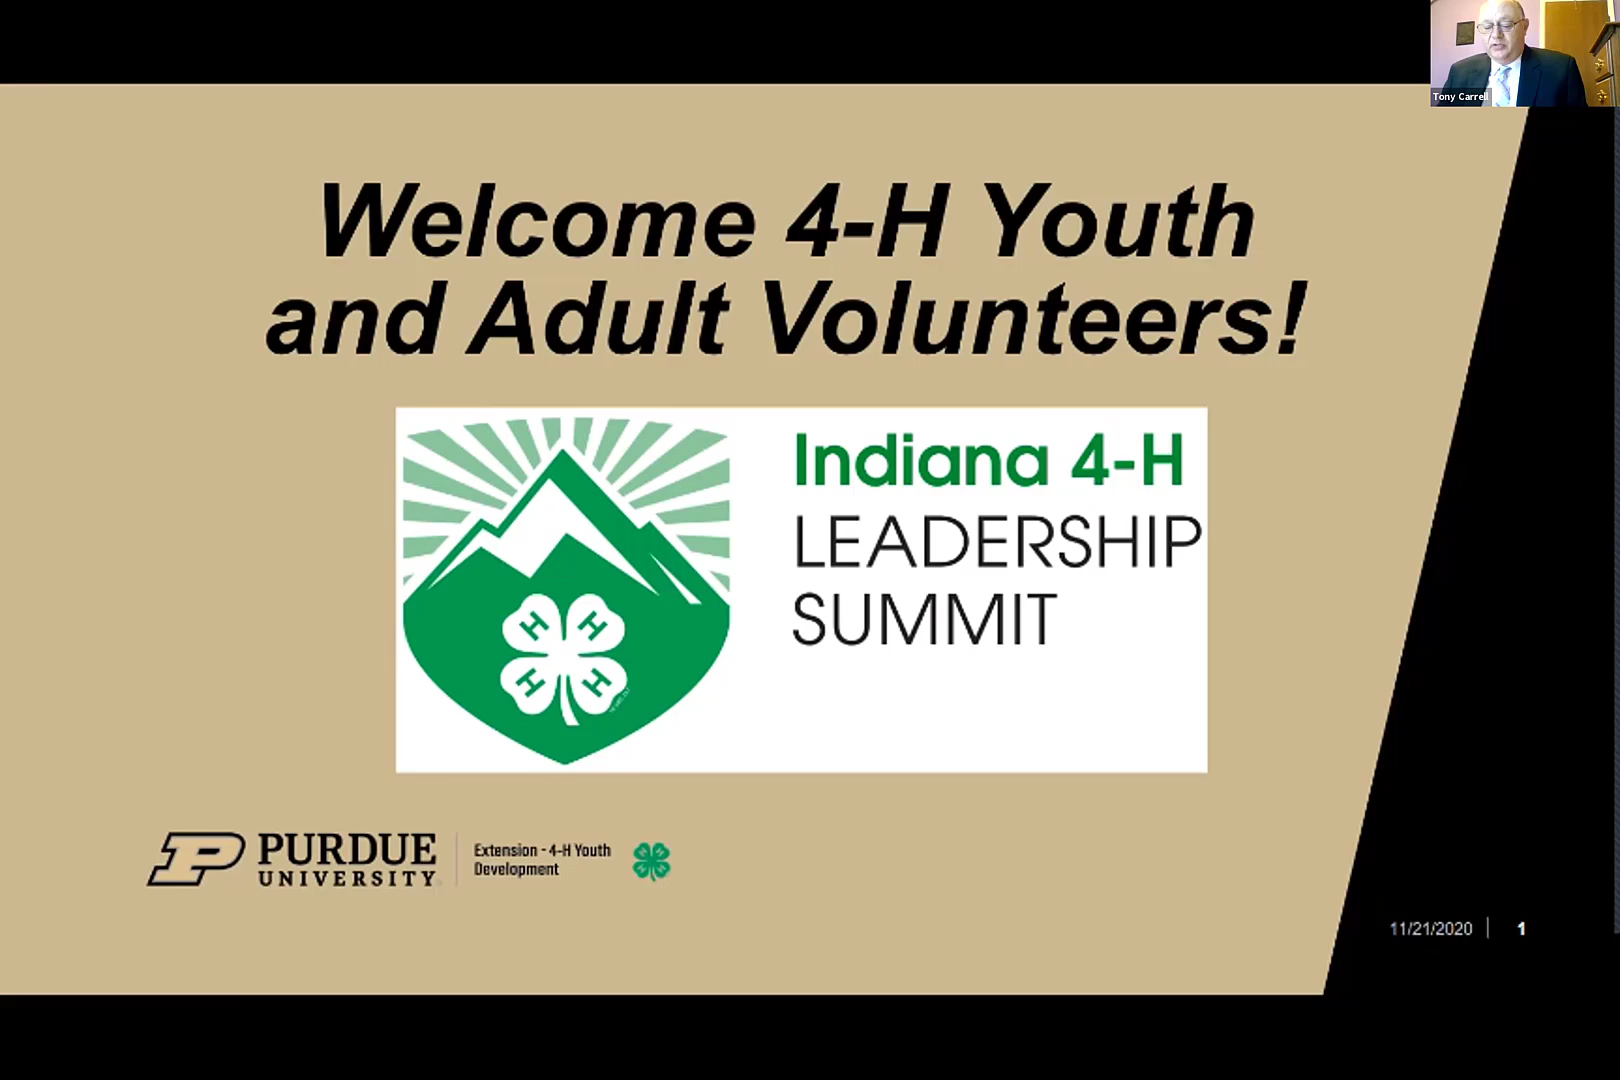 Tony Carrell
Welcome 4-H Youth
and Adult Volunteers!
Indiana 4-H
LEADERSHIP
SUMMIT
H H
H H
PURDUE
UNIVERSITY
Extension - 4-H Youth
Development
11/21/2020 | 1